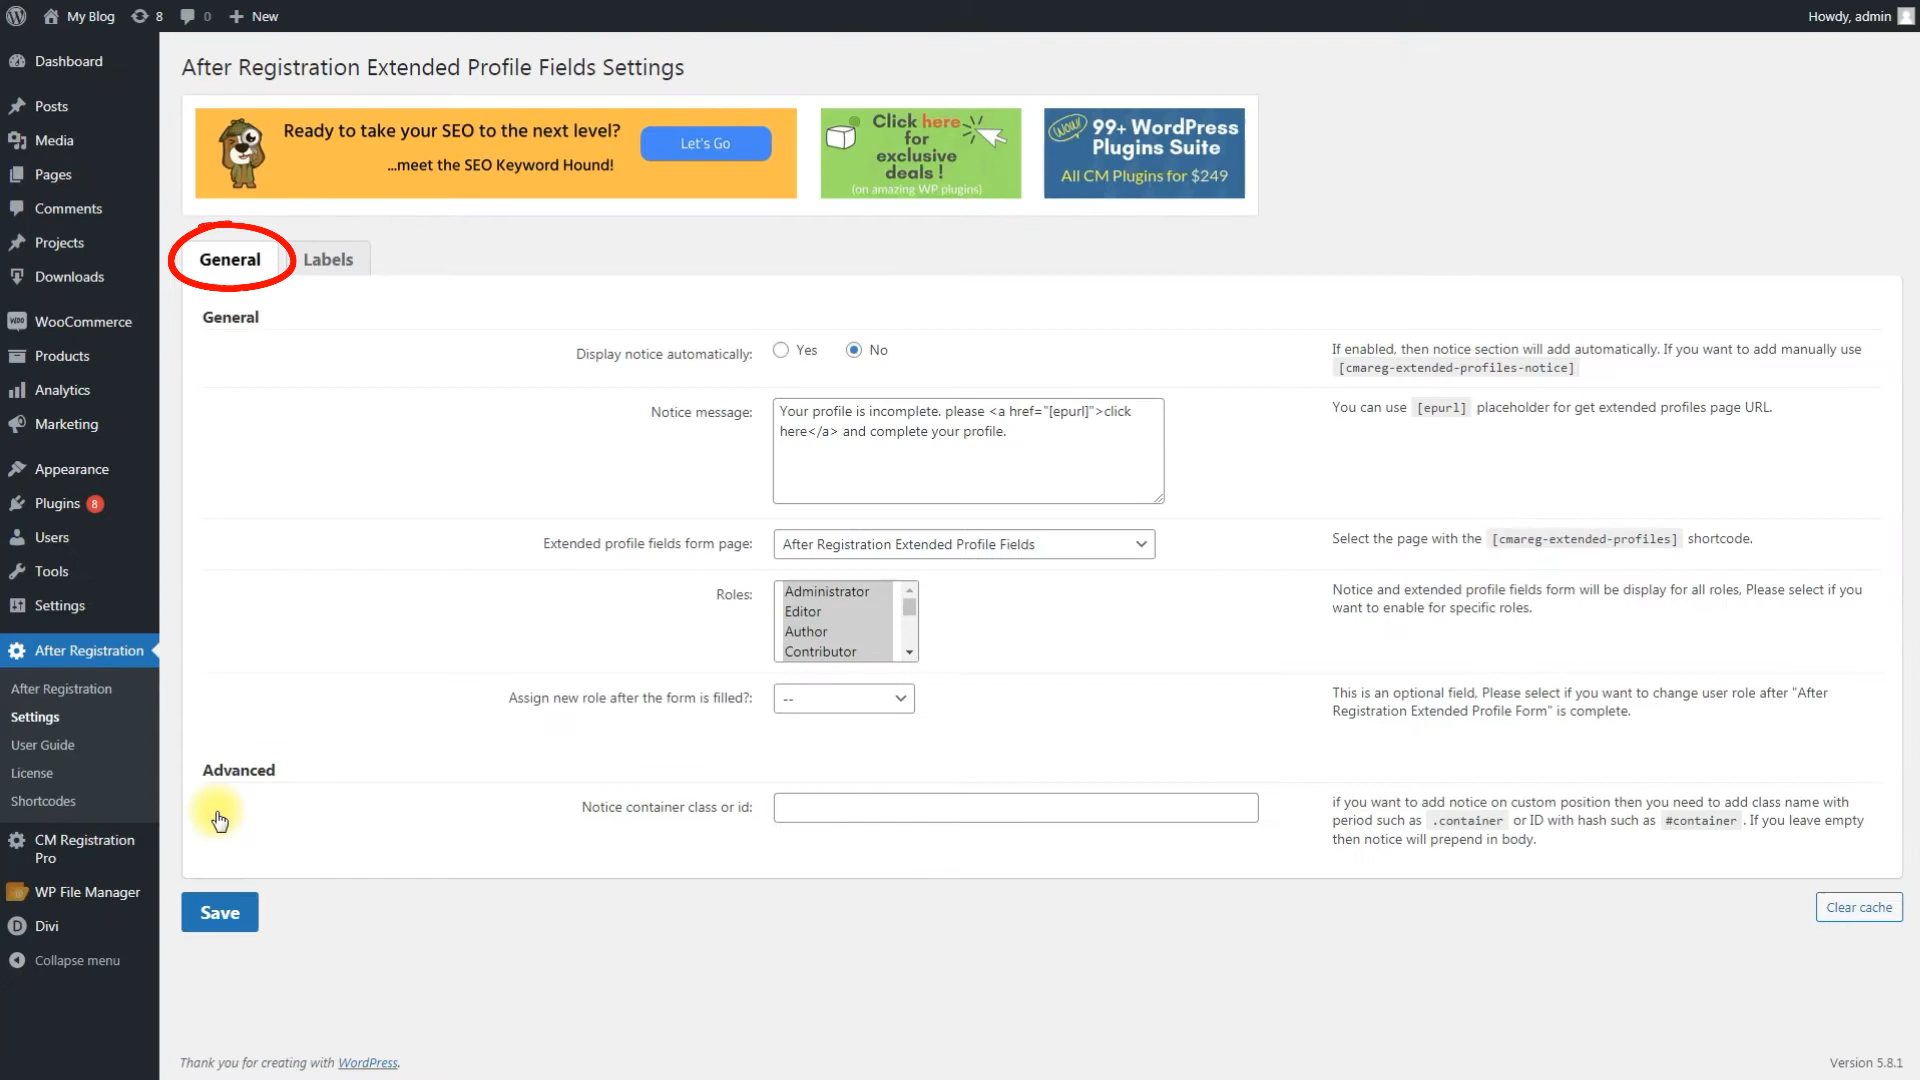 My Blog
8
0
New
Howdy, admin
Dashboard
Posts
Media
Pages
Comments
Projects
Downloads
WooCommerce
Products
Analytics
Marketing
Appearance
Plugins 8
Users
Tools
Settings
After Registration
After Registration
Settings
User Guide
License
Shortcodes
CM Registration
Pro
WP File Manager
Divi
Collapse menu
After Registration Extended Profile Fields Settings
Ready to take your SEO to the next level?
...meet the SEO Keyword Hound!
Let's Go
Click here
for
exclusive
deals !
(on amazing WP plugins)
WOW!
99+ WordPress
Plugins Suite
All CM Plugins for $249
General
Labels
General
Display notice automatically:
Yes
No
If enabled, then notice section will add automatically. If you want to add manually use
[cmareg-extended-profiles-notice]
Notice message:
Your profile is incomplete. please <a href="[epurl]">click
here</a> and complete your profile.
You can use [epurl] placeholder for get extended profiles page URL.
Extended profile fields form page:
After Registration Extended Profile Fields
Select the page with the [cmareg-extended-profiles] shortcode.
Roles:
Administrator
Editor
Author
Contributor
Notice and extended profile fields form will be display for all roles, Please select if you
want to enable for specific roles.
Assign new role after the form is filled?:
--
This is an optional field, Please select if you want to change user role after "After
Registration Extended Profile Form" is complete.
Advanced
Notice container class or id:
if you want to add notice on custom position then you need to add class name with
period such as .container or ID with hash such as #container. If you leave empty
then notice will prepend in body.
Save
Clear cache
Thank you for creating with WordPress.
Version 5.8.1